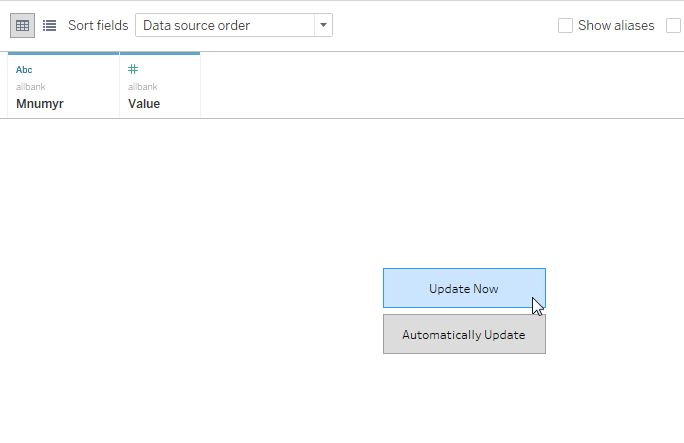 Sort fields Data source order Show aliases
Abc #
allbank allbank
Mnumyr Value
Update Now
Automatically Update